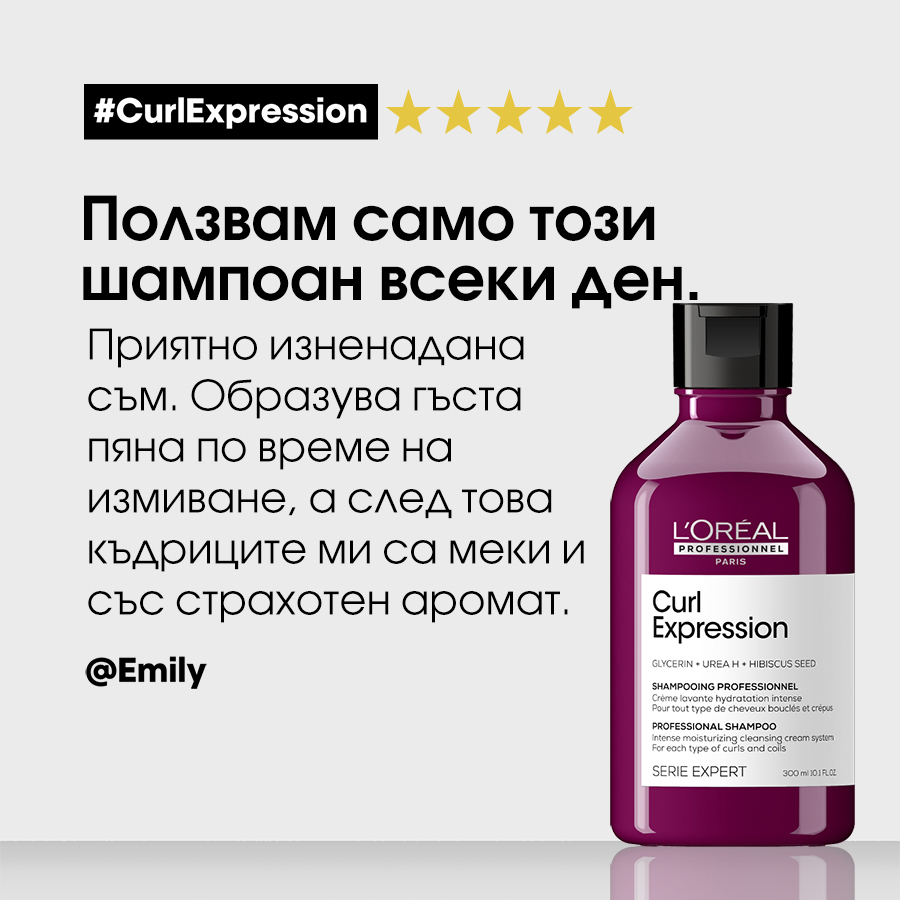 #CurlExpression
Ползвам само този
шампоан всеки ден.
Приятно изненадана
съм. Образува гъста
пяна по време на
измиване, а след това
къдриците ми са меки и
със страхотен аромат.
@Emily
L'ORÉAL
PROFESSIONNEL
PARIS
Curl
Expression
GLYCERIN + UREA H + HIBISCUS SEED
SHAMPOOING PROFESSIONNEL
Crème lavante hydratation intense
Pour tout type de cheveux bouclés et crépus
PROFESSIONAL SHAMPOO
Intense moisturizing cleansing cream system
For each type of curls and coils
SERIE EXPERT 300 ml 10.1 FL.OZ.